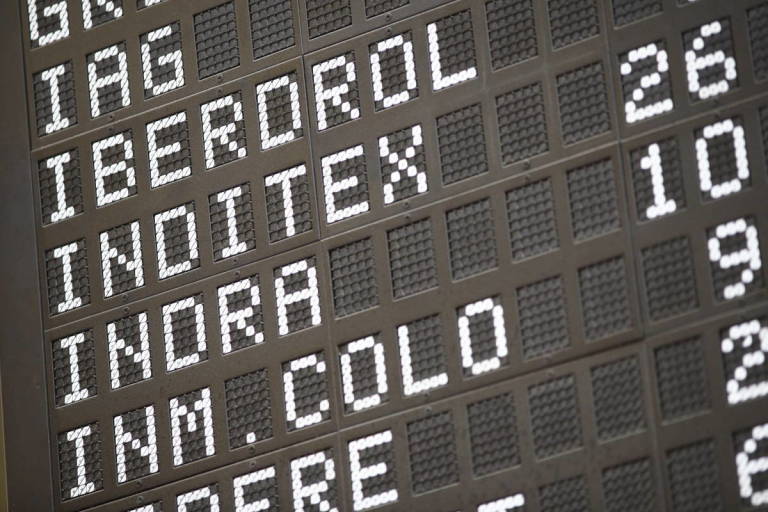 IAG
IBERDROL
INDITEX 26
INDRA 10
INM.COLO 9